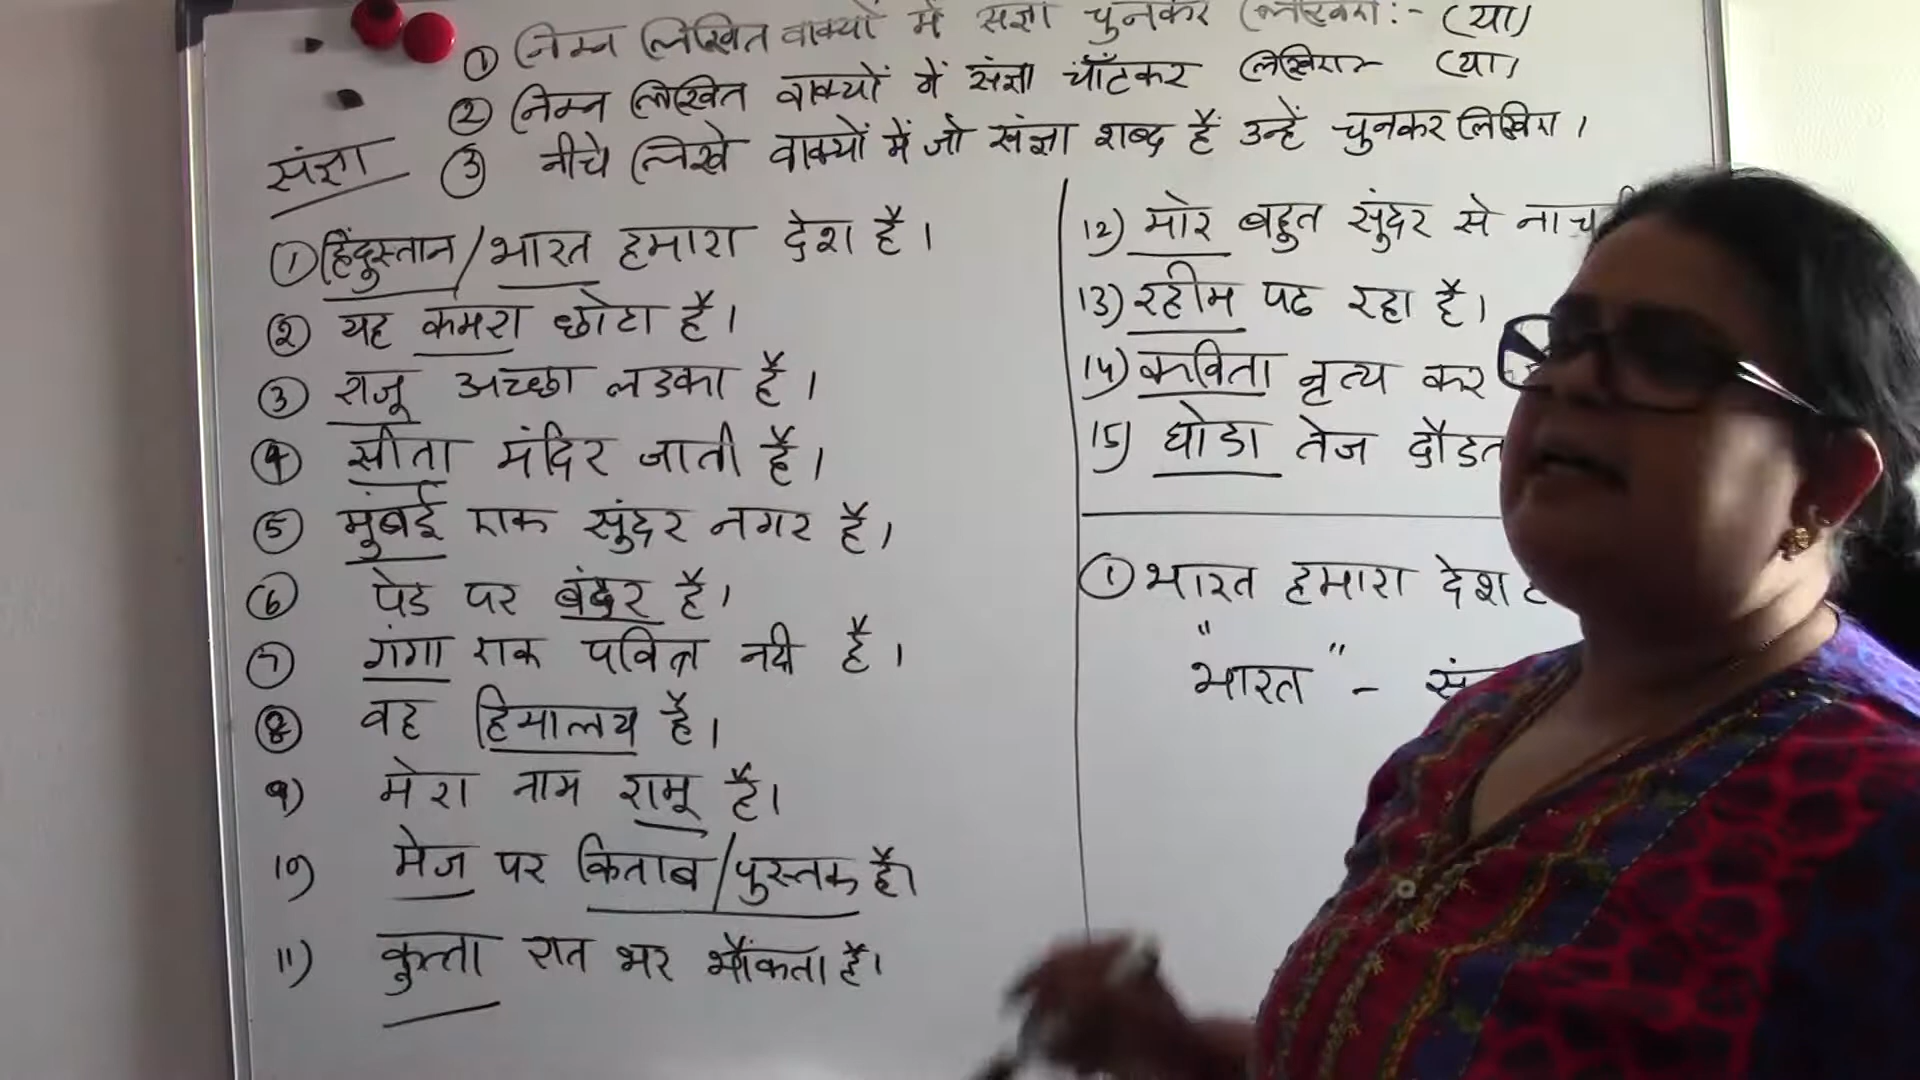 ① निम्न लिखित वाक्यों में संज्ञा चुनकर :- (या)
② निम्न लिखित वाक्यों में संज्ञा चाँटकर लिखिए - (या)
③ नीचे लिखे वाक्यों में जो संज्ञा शब्द हैं उन्हें चुनकर लिखिए।
संज्ञा
① हिंदुस्तान/भारत हमारा देश है।
② यह कमरा छोटा है।
③ राजू अच्छा लडका है।
④ सीता मंदिर जाती है।
⑤ मुंबई एक सुंदर नगर है।
⑥ पेड पर बंदर है।
⑦ गंगा एक पवित्र नदी है।
⑧ वह हिमालय है।
9) मेरा नाम रामू है।
10) मेज पर किताब/पुस्तक है।
11) कुत्ता रात भर भौंकता है।
12) मोर बहुत सुंदर से
13) रहीम पढ रहा है।
14) कविता नृत्य कर
15) घोडा तेज
① भारत हमारा देश
"भारत" -